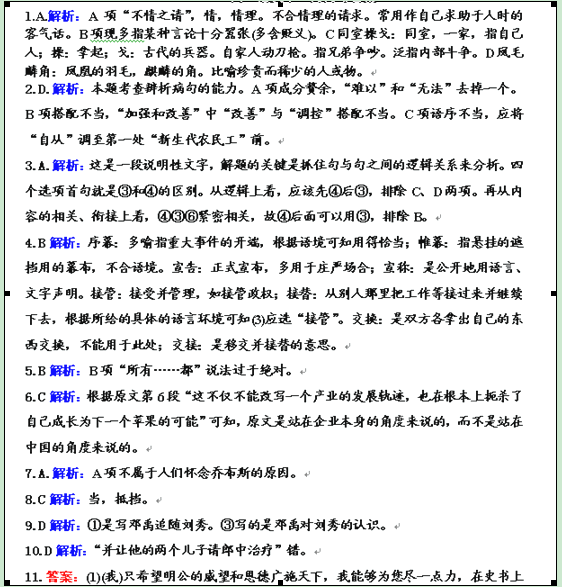 1.A.解析：A 项“不情之请”，情，情理。不合情理的请求。常用作自己求助于人时的
客气话。B项现多指某种言论十分嚣张(多含贬义)。C 同室操戈：同室，一家，指自己
人；操：拿起；戈：古代的兵器。自家人动刀枪。指兄弟争吵。泛指内部斗争。D 凤毛
麟角：凤凰的羽毛，麒麟的角。比喻珍贵而稀少的人或物。
2.D.解析：本题考查辨析病句的能力。A 项成分赘余，“难以”和“无法”去掉一个。
B 项搭配不当，“加强和改善”中“改善”与“调控”搭配不当。C 项语序不当，应将
“自从”调至第一处“新生代农民工”前。
3.A.解析：这是一段说明性文字，解题的关键是抓住句与句之间的逻辑关系来分析。四
个选项首句就是③和④的区别。从逻辑上看，应该先④后③，排除 C、D 两项。再从内
容的相关、衔接上看，④③⑥紧密相关，故④后面可以用③，排除 B。
4.B 解析：序幕：多喻指重大事件的开端，根据语境可知用得恰当；帷幕：指悬挂的遮
挡用的幕布，不合语境。宣告：正式宣布，多用于庄严场合；宣称：是公开地用语言、
文字声明。接管：接受并管理，如接管政权；接替：从别人那里把工作等接过来并继续
下去，根据所给的具体的语言环境可知(3)应选“接管”。交换：是双方各拿出自己的东
西交换，不能用于此处；交接：是移交并接替的意思。
5.B 解析：B 项“所有……都”说法过于绝对。
6.C 解析：根据原文第 6 段“这不仅不能改写一个产业的发展轨迹，也在根本上扼杀了
自己成长为下一个苹果的可能”可知，原文是站在企业本身的角度来说的，而不是站在
中国的角度来说的。
7.A.解析：A 项不属于人们怀念乔布斯的原因。
8.C 解析：当，抵挡。
9.D 解析：①是写邓禹追随刘秀。③写的是邓禹对刘秀的认识。
10.D 解析：“并让他的两个儿子请郎中治疗”错。
11. 答案：(1)(我)只希望明公的威望和恩德广施天下，我能够为您尽一点力，在史书上